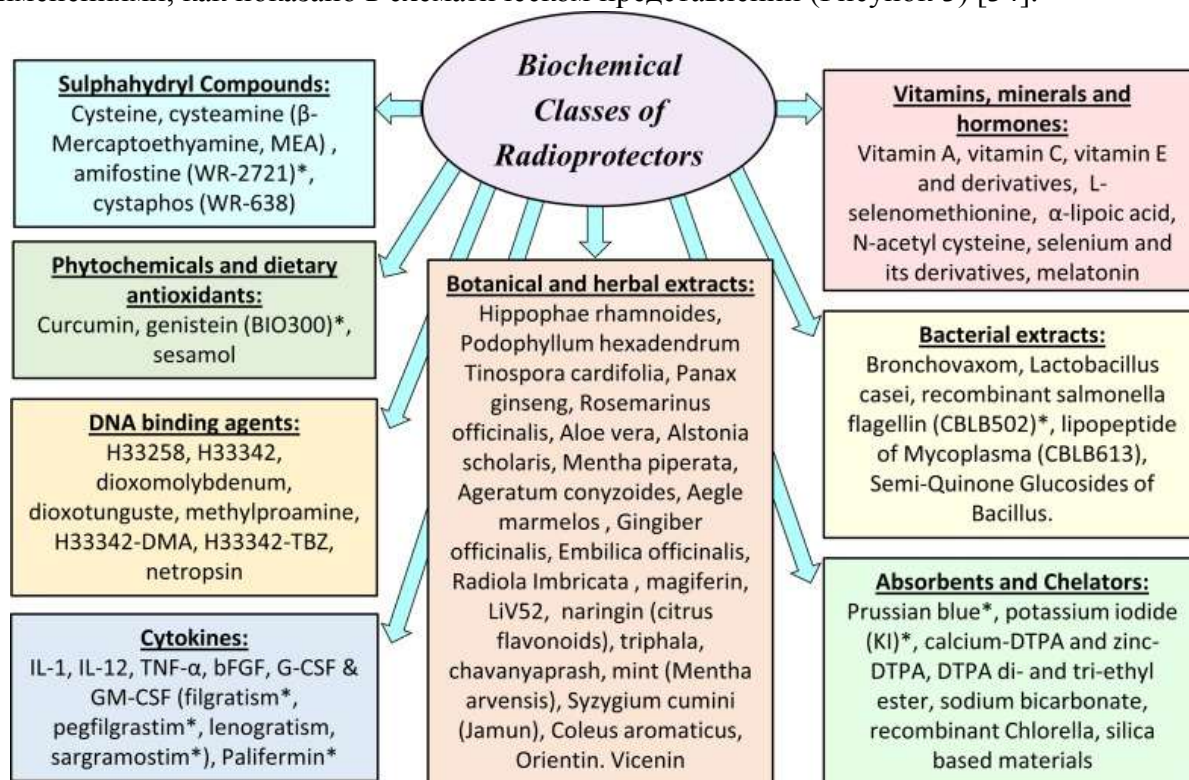 как показано в схематическом представлении (Рисунок
Biochemical
Classes of
Radioprotectors
Sulphahydryl Compounds:
Cysteine, cysteamine (β-
Mercaptoethyamine, MEA) ,
amifostine (WR-2721)*,
cystaphos (WR-638)
Phytochemicals and dietary
antioxidants:
Curcumin, genistein (BIO300)*,
sesamol
DNA binding agents:
H33258, H33342,
dioxomolybdenum,
dioxotunguste, methylproamine,
H33342-DMA, H33342-TBZ,
netropsin
Cytokines:
IL-1, IL-12, TNF-α, bFGF, G-CSF &
GM-CSF (filgratism*,
pegfilgrastim*, lenogratism,
sargramostim*), Palifermin*
Botanical and herbal extracts:
Hippophae rhamnoides,
Podophyllum hexadendrum
Tinospora cardifolia, Panax
ginseng, Rosemarinus
officinalis, Aloe vera, Alstonia
scholaris, Mentha piperata,
Ageratum conyzoides, Aegle
marmelos , Gingiber
officinalis, Embilica officinalis,
Radiola Imbricata , magiferin,
LiV52, naringin (citrus
flavonoids), triphala,
chavanyaprash, mint (Mentha
arvensis), Syzygium cumini
(Jamun), Coleus aromaticus,
Orientin. Vicenin
Vitamins, minerals and
hormones:
Vitamin A, vitamin C, vitamin E
and derivatives, L-
selenomethionine, α-lipoic acid,
N-acetyl cysteine, selenium and
its derivatives, melatonin
Bacterial extracts:
Bronchovaxom, Lactobacillus
casei, recombinant salmonella
flagellin (CBLB502)*, lipopeptide
of Mycoplasma (CBLB613),
Semi-Quinone Glucosides of
Bacillus.
Absorbents and Chelators:
Prussian blue*, potassium iodide
(KI)*, calcium-DTPA and zinc-
DTPA, DTPA di- and tri-ethyl
ester, sodium bicarbonate,
recombinant Chlorella, silica
based materials